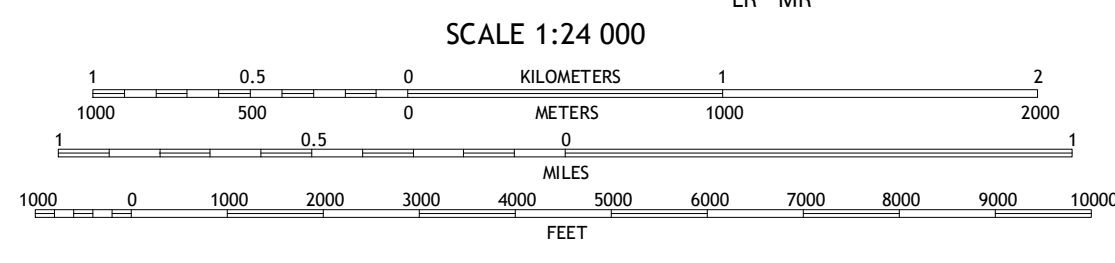 SCALE 1:24 000
1 0.5 0 KILOMETERS 1 2
1000 500 0 METERS 1000 2000
1 0.5 0 1
MILES
1000 0 1000 2000 3000 4000 5000 6000 7000 8000 9000 10000
FEET